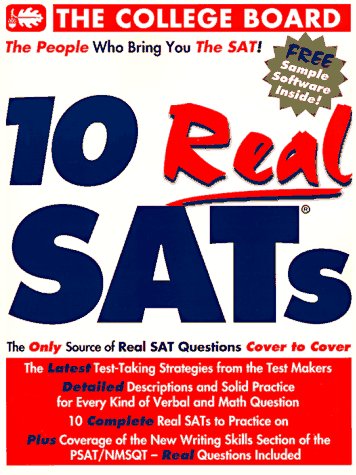 THE COLLEGE BOARD
The People Who Bring You The SAT!
FREE
Sample
Software
Inside!
10 Real
SATs®
The Only Source of Real SAT Questions Cover to Cover
The Latest Test-Taking Strategies from the Test Makers
Detailed Descriptions and Solid Practice
for Every Kind of Verbal and Math Question
10 Complete Real SATs to Practice on
Plus Coverage of the New Writing Skills Section of the
PSAT/NMSQT – Real Questions Included